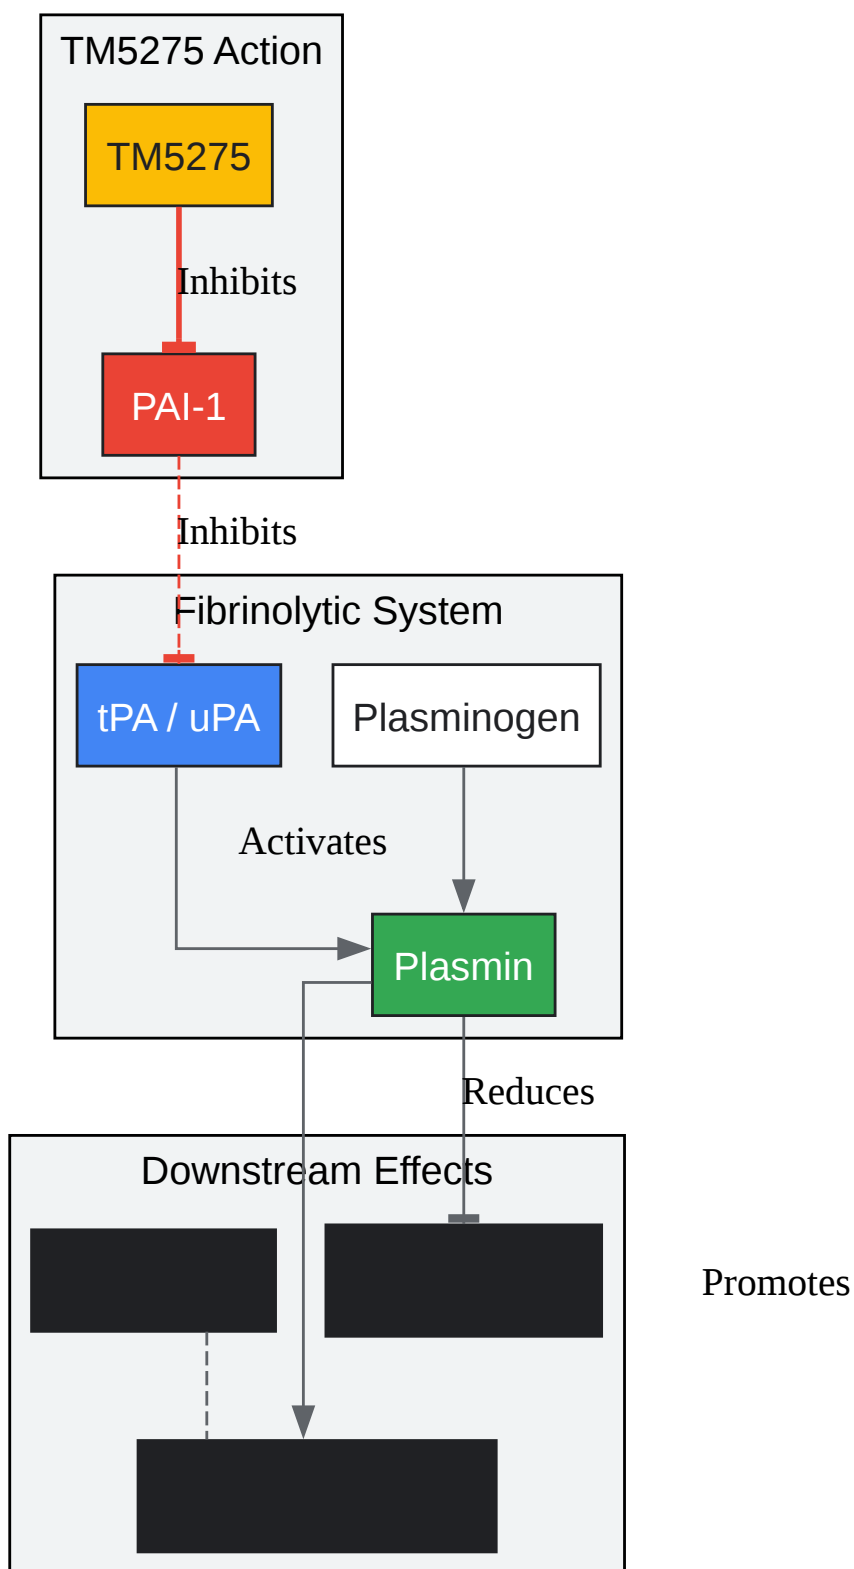 TM5275 Action
TM5275
Inhibits
PAI-1
Inhibits
Fibrinolytic System
tPA / uPA
Plasminogen
Activates
Plasmin
Reduces
Downstream Effects
Promotes